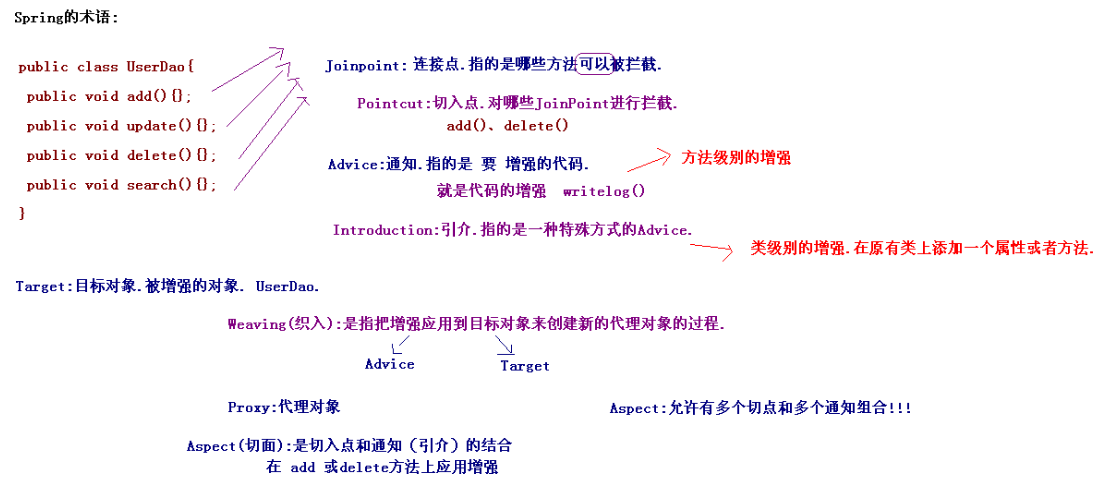 Spring的术语:
public class UserDao{
public void add(){};
public void update(){};
public void delete(){};
public void search(){};
}
Joinpoint: 连接点.指的是哪些方法可以被拦截.
Pointcut:切入点.对哪些JoinPoint进行拦截.
add()、delete()
Advice:通知.指的是 要 增强的代码.
就是代码的增强 writelog()
方法级别的增强
Introduction:引介.指的是一种特殊方式的Advice.
类级别的增强.在原有类上添加一个属性或者方法.
Target:目标对象.被增强的对象. UserDao.
Weaving(织入):是指把增强应用到目标对象来创建新的代理对象的过程.
Advice
Target
Proxy:代理对象
Aspect:允许有多个切点和多个通知组合!!!
Aspect(切面):是切入点和通知（引介）的结合
在 add 或delete方法上应用增强